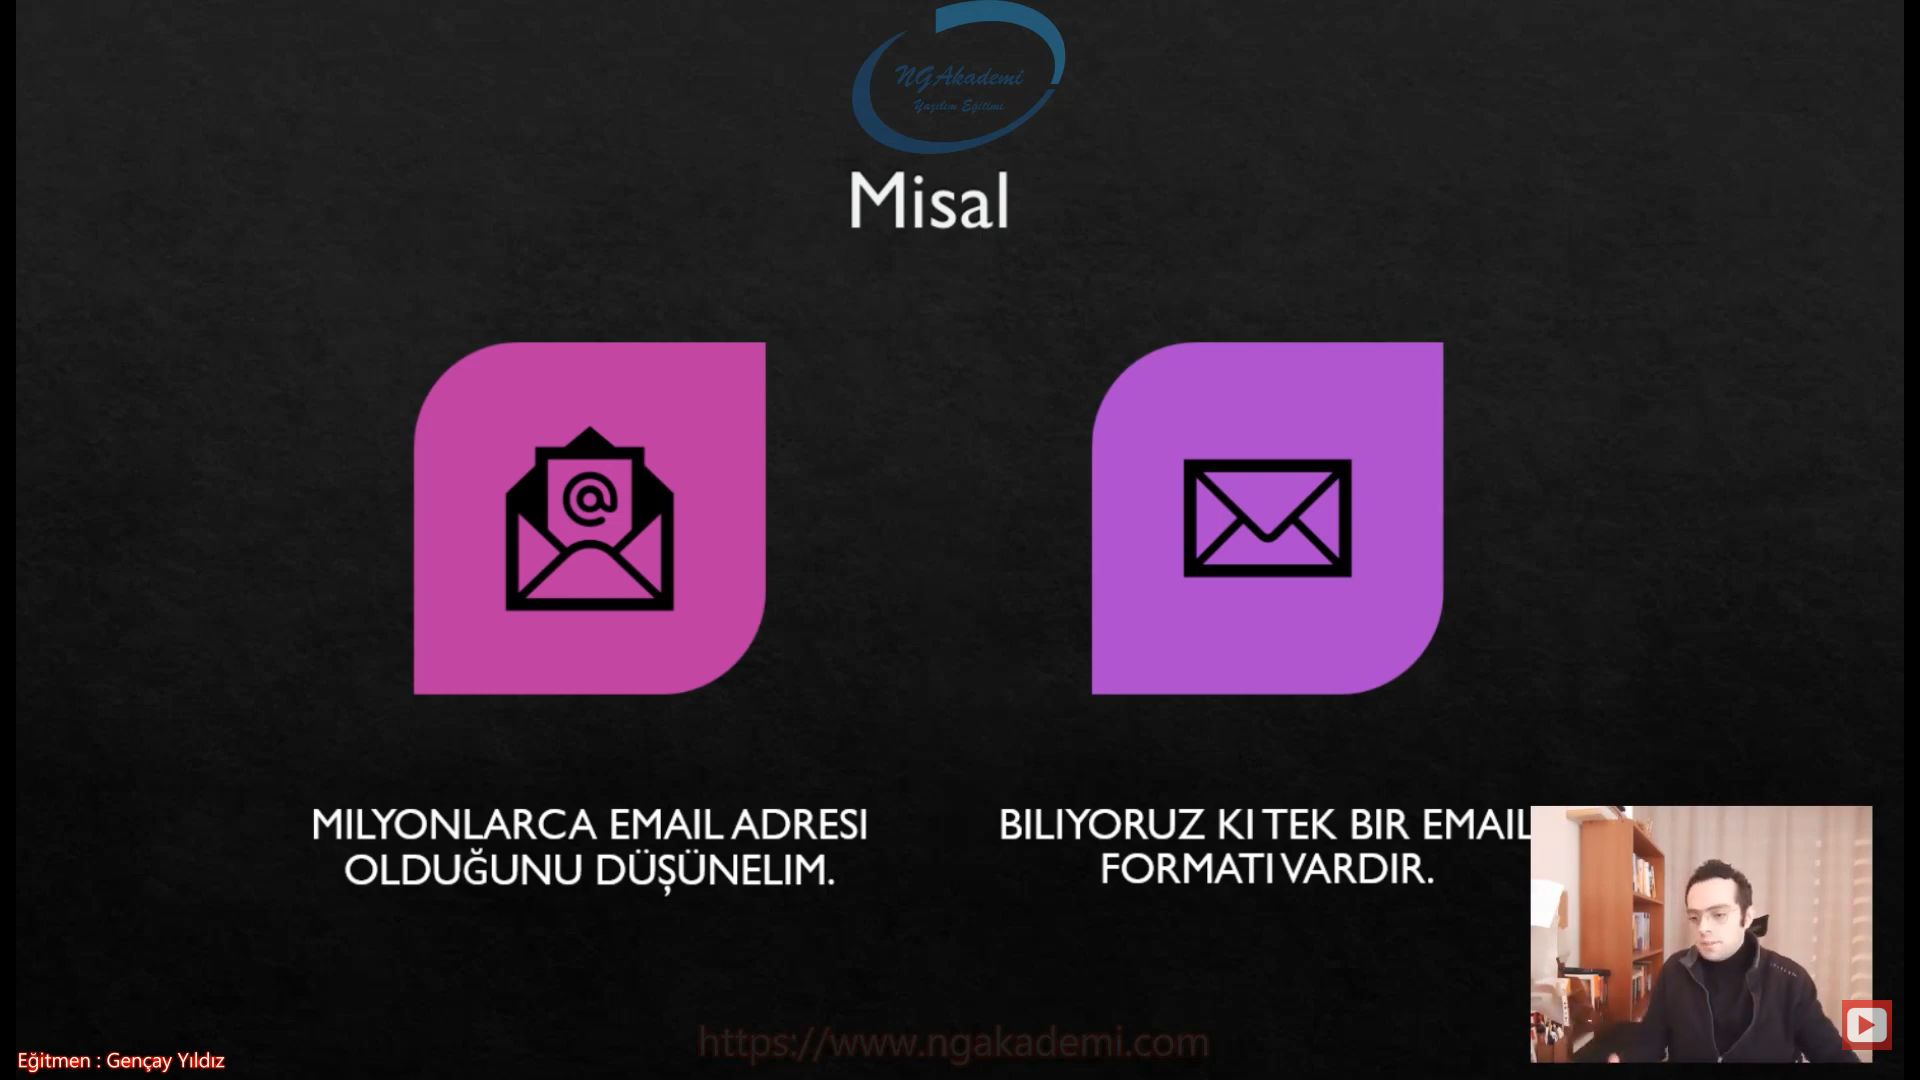 NGAkademi
Yazılım Eğitimi
Misal
@
MILYONLARCA EMAIL ADRESI
OLDUĞUNU DÜŞÜNELIM.
BILIYORUZ KI TEK BIR EMAIL
FORMATI VARDIR.
https://www.ngakademi.com
Eğitmen : Gençay Yıldız